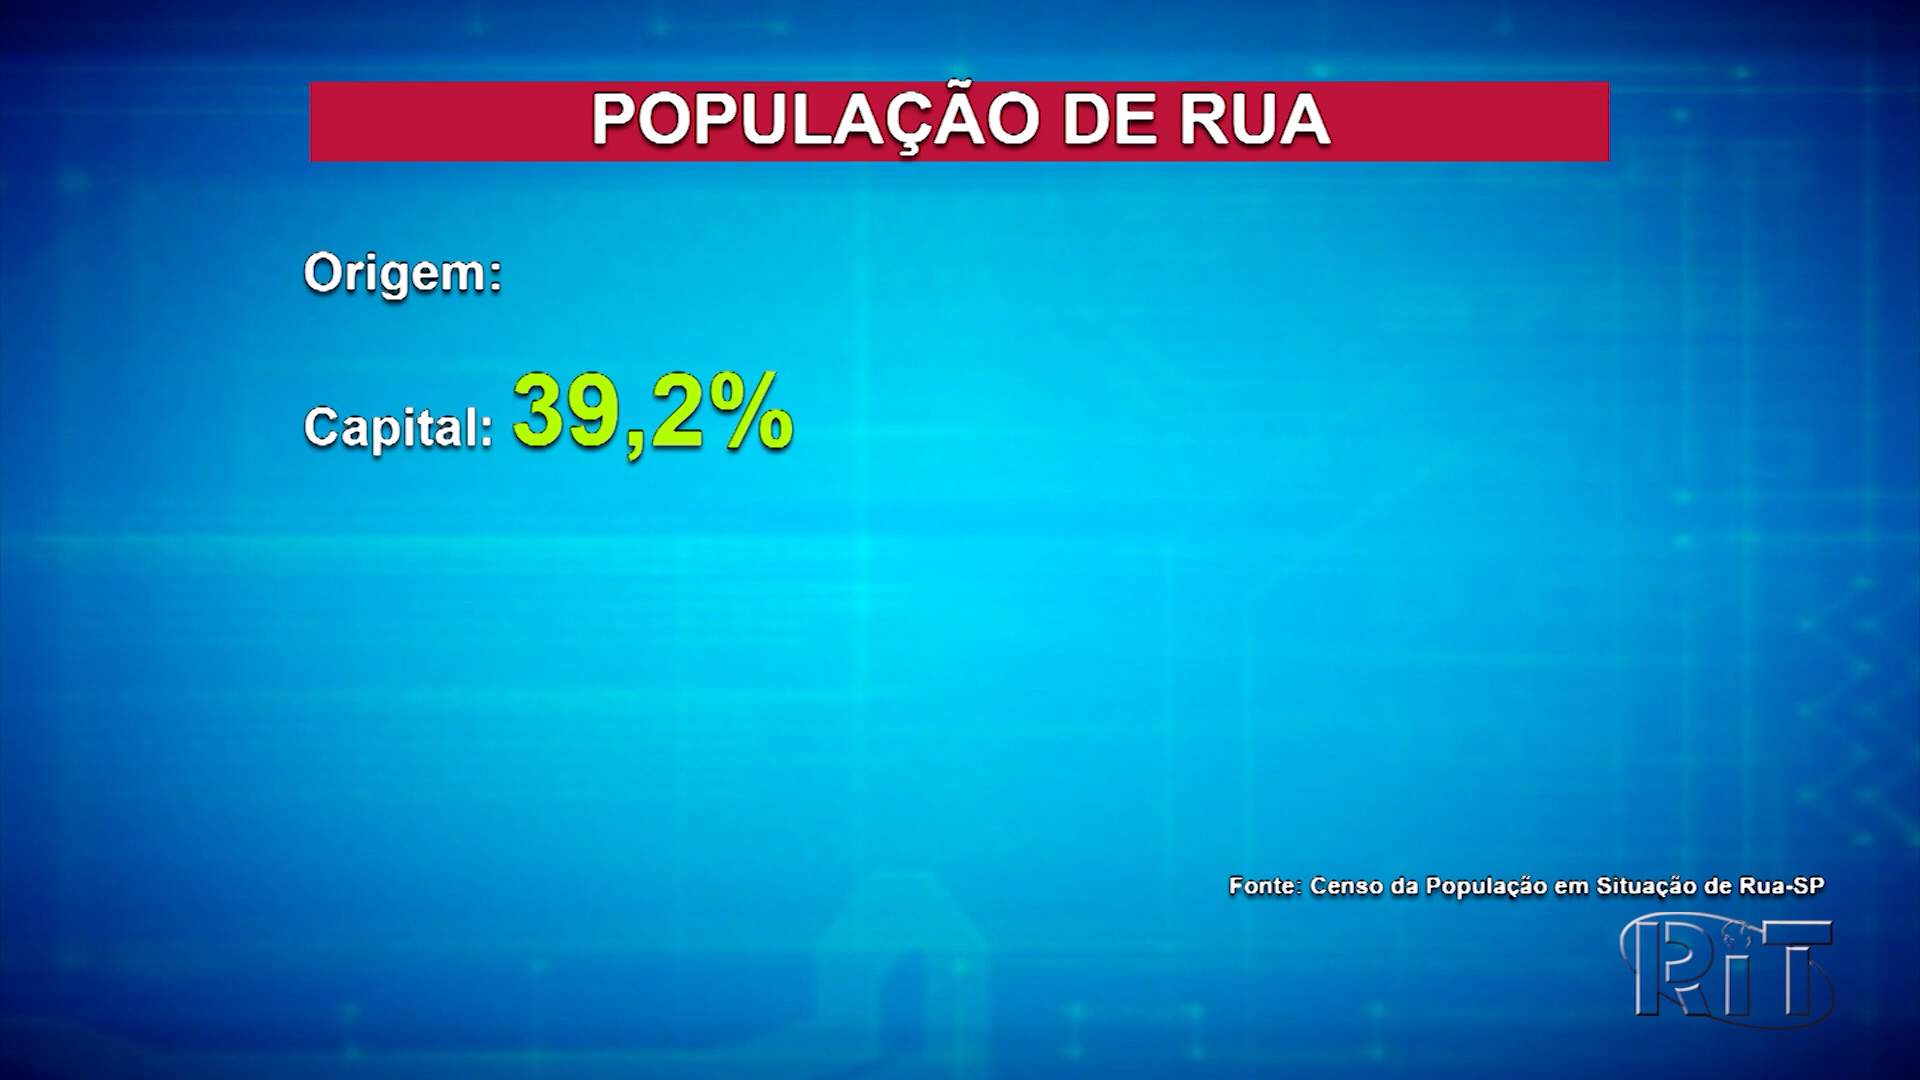 POPULAÇÃO DE RUA
Origem:
Capital: 39,2%
Fonte: Censo da População em Situação de Rua-SP
RiT